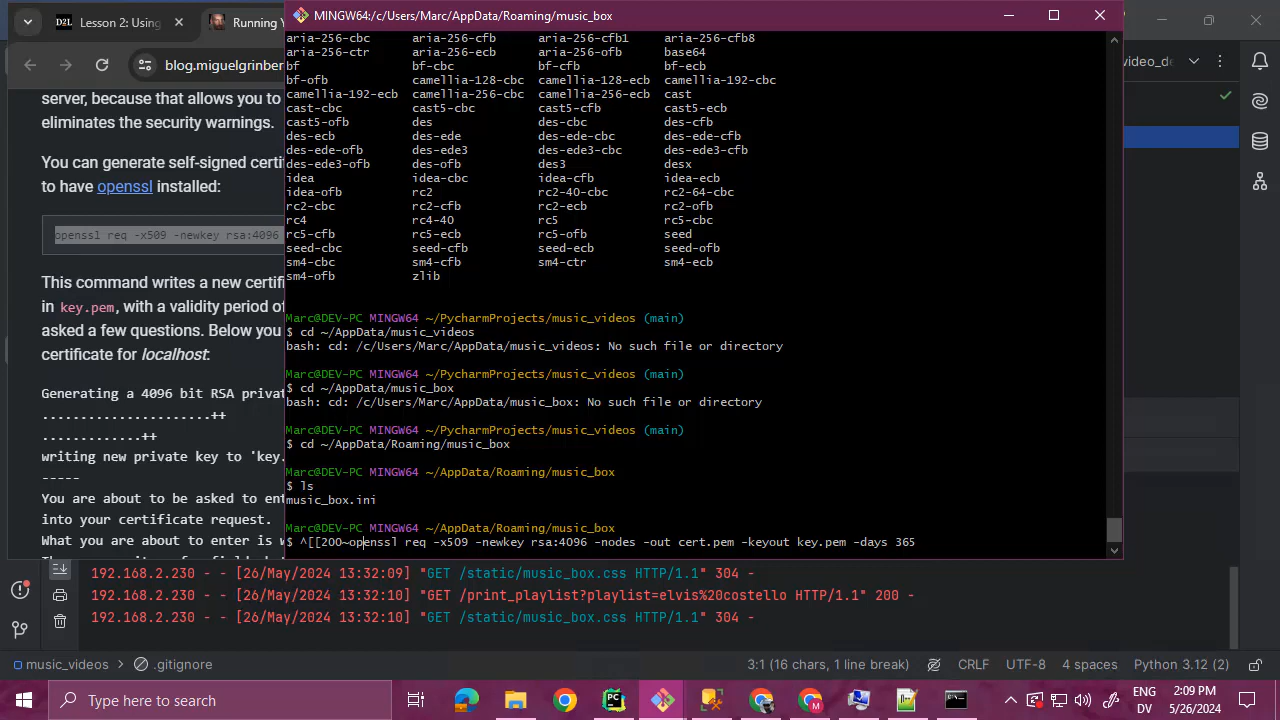 Lesson 2: Using
Running Y
blog.miguelgrinber
server, because that allows you to
eliminates the security warnings.
You can generate self-signed certi
to have openssl installed:
openssl req -x509 -newkey rsa:4096
This command writes a new certif
in key.pem, with a validity period of
asked a few questions. Below you
certificate for localhost:
Generating a 4096 bit RSA privat
......................++
.............++
writing new private key to 'key.
-----
You are about to be asked to ent
into your certificate request.
What you are about to enter is w
MINGW64:/c/Users/Marc/AppData/Roaming/music_box
aria-256-cbc aria-256-cfb aria-256-cfb1 aria-256-cfb8
aria-256-ctr aria-256-ecb aria-256-ofb base64
bf bf-cbc bf-cfb bf-ecb
bf-ofb camellia-128-cbc camellia-128-ecb camellia-192-cbc
camellia-192-ecb camellia-256-cbc camellia-256-ecb cast
cast-cbc cast5-cbc cast5-cfb cast5-ecb
cast5-ofb des des-cbc des-cfb
des-ecb des-ede des-ede-cbc des-ede-cfb
des-ede-ofb des-ede3 des-ede3-cbc des-ede3-cfb
des-ede3-ofb des-ofb des3 desx
idea idea-cbc idea-cfb idea-ecb
idea-ofb rc2 rc2-40-cbc rc2-64-cbc
rc2-cbc rc2-cfb rc2-ecb rc2-ofb
rc4 rc4-40 rc5 rc5-cbc
rc5-cfb rc5-ecb rc5-ofb seed
seed-cbc seed-cfb seed-ecb seed-ofb
sm4-cbc sm4-cfb sm4-ctr sm4-ecb
sm4-ofb zlib
Marc@DEV-PC MINGW64 ~/PycharmProjects/music_videos (main)
$ cd ~/AppData/music_videos
bash: cd: /c/Users/Marc/AppData/music_videos: No such file or directory
Marc@DEV-PC MINGW64 ~/PycharmProjects/music_videos (main)
$ cd ~/AppData/music_box
bash: cd: /c/Users/Marc/AppData/music_box: No such file or directory
Marc@DEV-PC MINGW64 ~/PycharmProjects/music_videos (main)
$ cd ~/AppData/Roaming/music_box
Marc@DEV-PC MINGW64 ~/AppData/Roaming/music_box
$ ls
music_box.ini
Marc@DEV-PC MINGW64 ~/AppData/Roaming/music_box
$ ^[[200~openssl req -x509 -newkey rsa:4096 -nodes -out cert.pem -keyout key.pem -days 365
video_de
192.168.2.230 - - [26/May/2024 13:32:09] "GET /static/music_box.css HTTP/1.1" 304 -
192.168.2.230 - - [26/May/2024 13:32:10] "GET /print_playlist?playlist=elvis%20costello HTTP/1.1" 200 -
192.168.2.230 - - [26/May/2024 13:32:10] "GET /static/music_box.css HTTP/1.1" 304 -
music_videos > .gitignore 3:1 (16 chars, 1 line break) CRLF UTF-8 4 spaces Python 3.12 (2)
Type here to search
ENG
DV
2:09 PM
5/26/2024